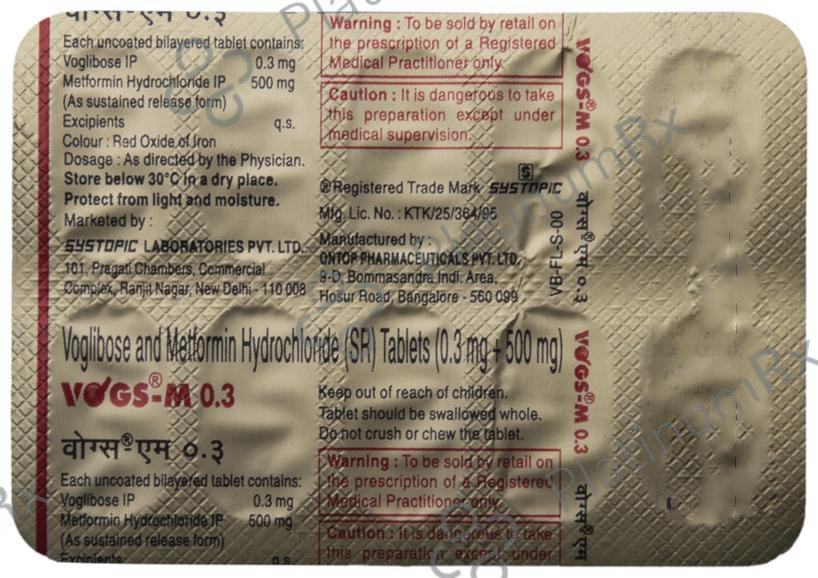 वोग्स-एम ०.३
Each uncoated bilayered tablet contains:
Voglibose IP 0.3 mg
Metformin Hydrochloride IP 500 mg
(As sustained release form)
Excipients q.s.
Colour : Red Oxide of Iron
Dosage : As directed by the Physician.
Store below 30°C in a dry place.
Protect from light and moisture.
Marketed by :
SYSTOPIC LABORATORIES PVT. LTD.
101, Pragati Chambers, Commercial
Complex, Ranjit Nagar, New Delhi - 110 008
Warning : To be sold by retail on
the prescription of a Registered
Medical Practitioner only.
Caution : It is dangerous to take
this preparation except under
medical supervision.
®Registered Trade Mark SYSTOPIC
Mfg. Lic. No. : KTK/25/364/95
Manufactured by :
ONTOP PHARMACEUTICALS PVT. LTD.
9-D, Bommasandra Indl. Area,
Hosur Road, Bangalore - 560 099
VB-FL-S-00
VOGS®-M 0.3 वोग्स®एम ०.३
Voglibose and Metformin Hydrochloride (SR) Tablets (0.3 mg + 500 mg)
VOGS®-M 0.3
वोग्स®-एम ०.३
Each uncoated bilayered tablet contains:
Voglibose IP 0.3 mg
Metformin Hydrochloride IP 500 mg
(As sustained release form)
Excipients q.s.
Keep out of reach of children.
Tablet should be swallowed whole.
Do not crush or chew the tablet.
Warning : To be sold by retail on
the prescription of a Registered
Medical Practitioner only.
Caution : It is dangerous to take
this preparation except under
VOGS®-M 0.3 वोग्स®एम
PlatinumRx
PlatinumRx